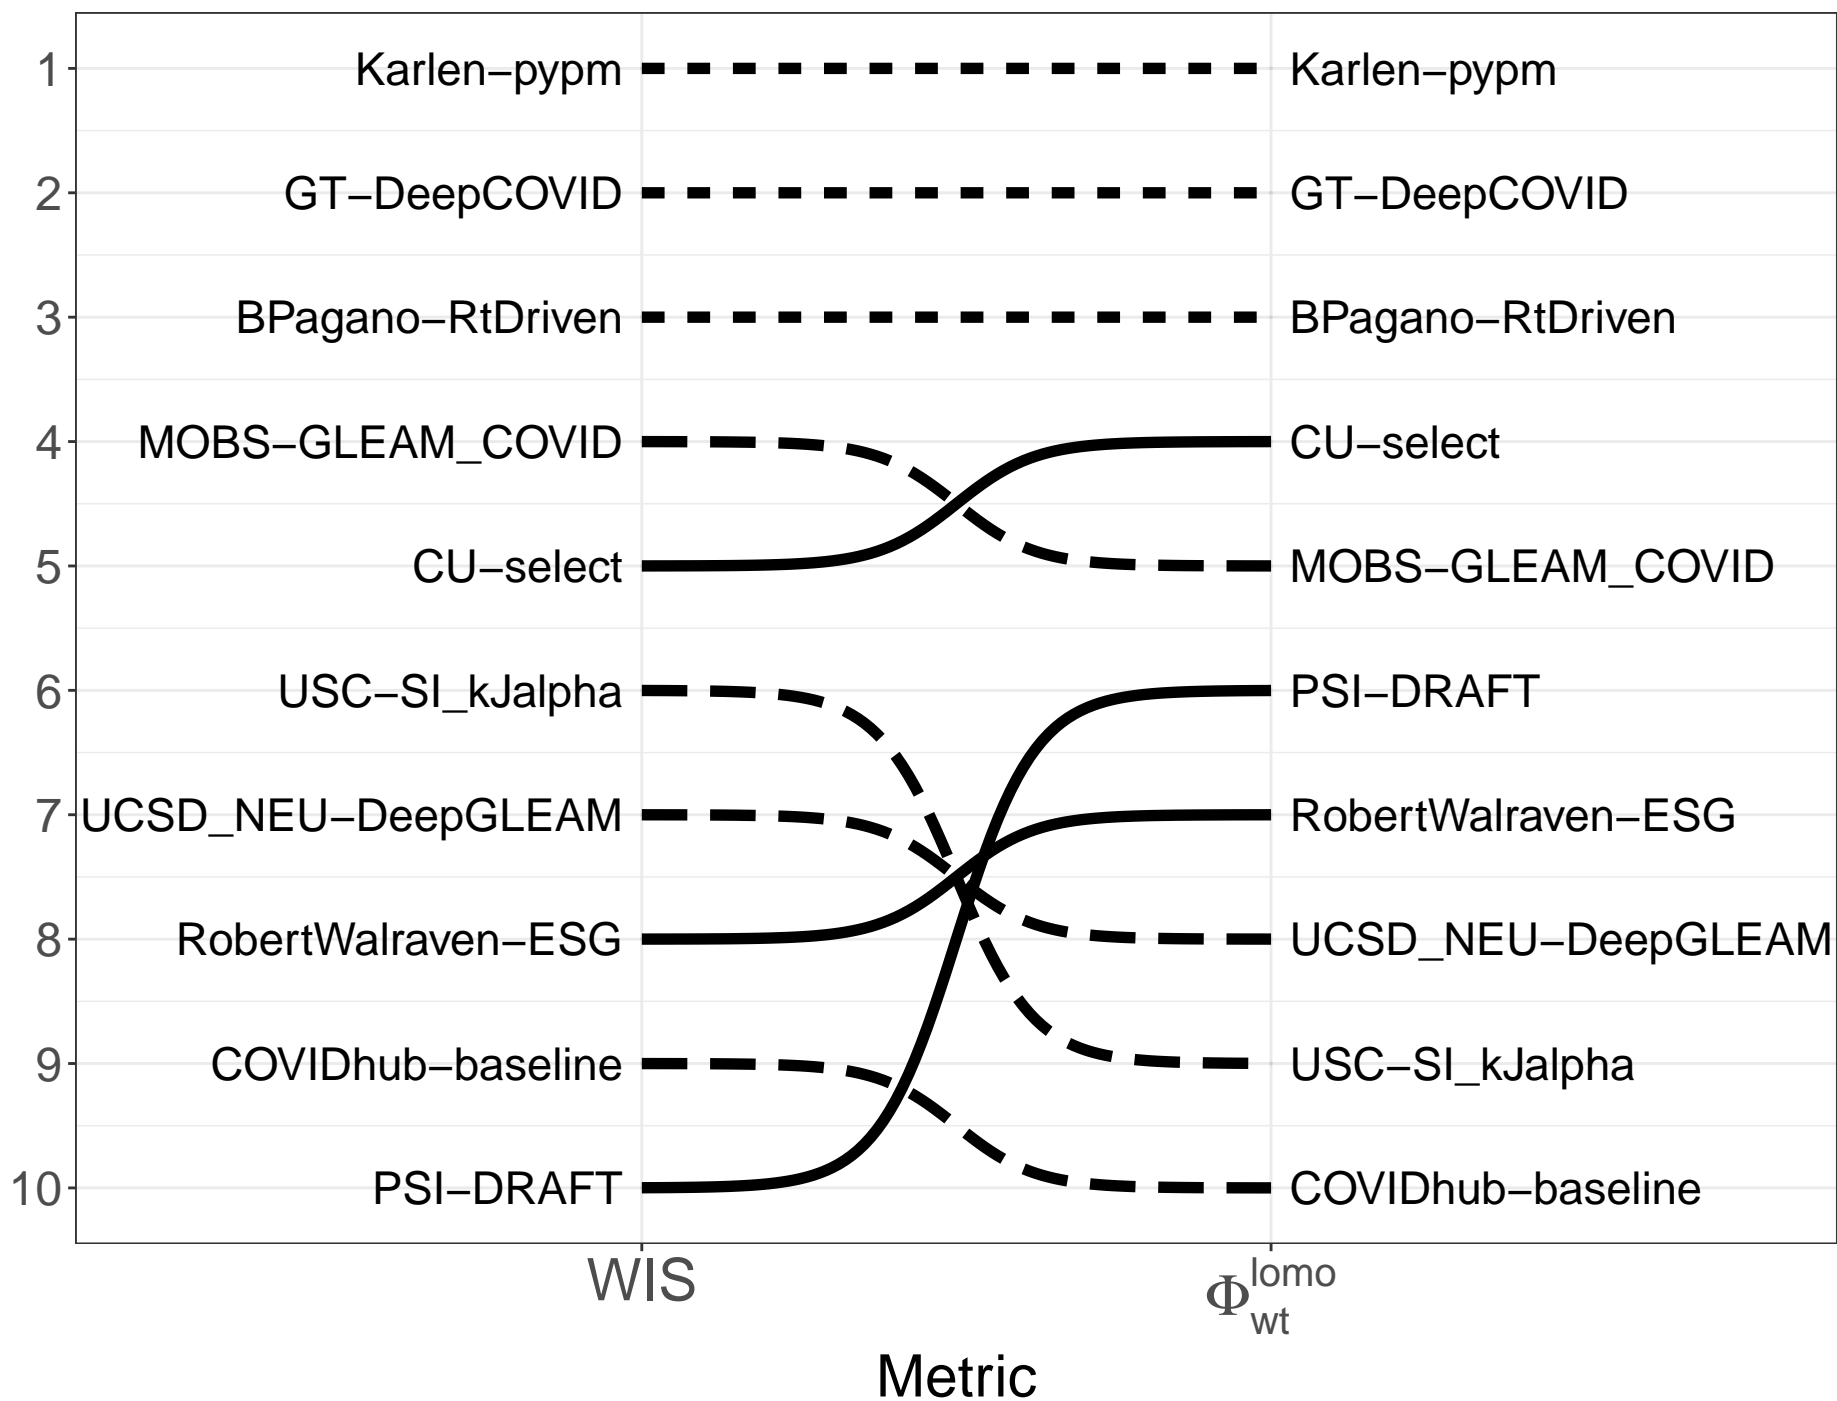 1 Karlen−pypm Karlen−pypm
2 GT−DeepCOVID GT−DeepCOVID
3 BPagano−RtDriven BPagano−RtDriven
4 MOBS−GLEAM_COVID CU−select
5 CU−select MOBS−GLEAM_COVID
6 USC−SI_kJalpha PSI−DRAFT
7 UCSD_NEU−DeepGLEAM RobertWalraven−ESG
8 RobertWalraven−ESG UCSD_NEU−DeepGLEAM
9 COVIDhub−baseline USC−SI_kJalpha
10 PSI−DRAFT COVIDhub−baseline
WIS Φ lomo wt
Metric